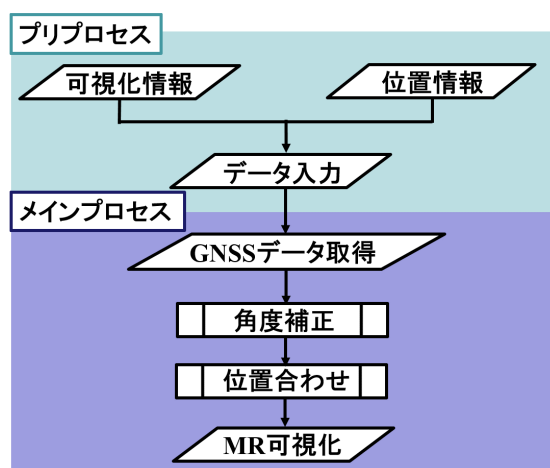 プリプロセス
可視化情報
位置情報
データ入力
メインプロセス
GNSSデータ取得
角度補正
位置合わせ
MR可視化